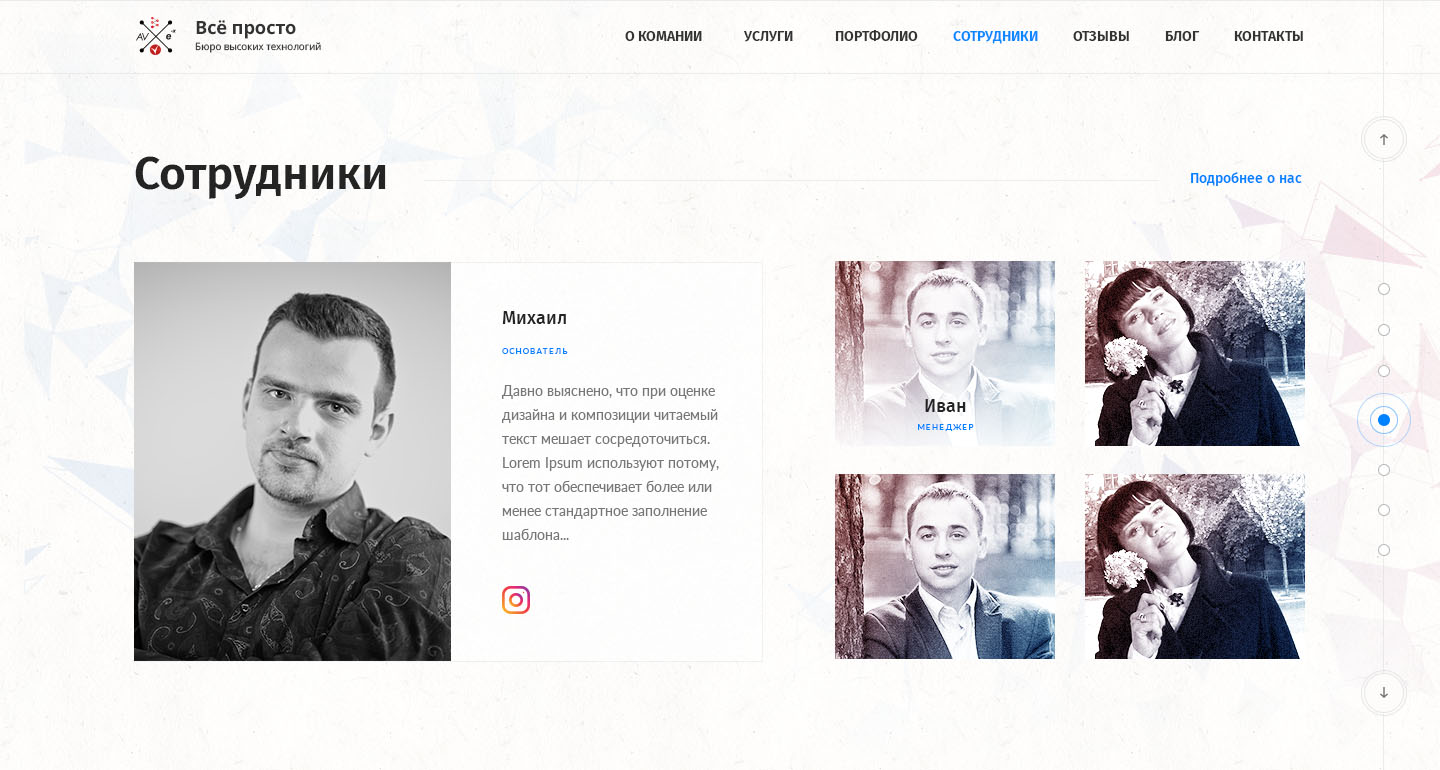 Всё просто
Бюро высоких технологий
О КОМАНИИ
УСЛУГИ
ПОРТФОЛИО
СОТРУДНИКИ
ОТЗЫВЫ
БЛОГ
КОНТАКТЫ
Сотрудники
Подробнее о нас
Михаил
ОСНОВАТЕЛЬ
Давно выяснено, что при оценке
дизайна и композиции читаемый
текст мешает сосредоточиться.
Lorem Ipsum используют потому,
что тот обеспечивает более или
менее стандартное заполнение
шаблона...
Иван
МЕНЕДЖЕР